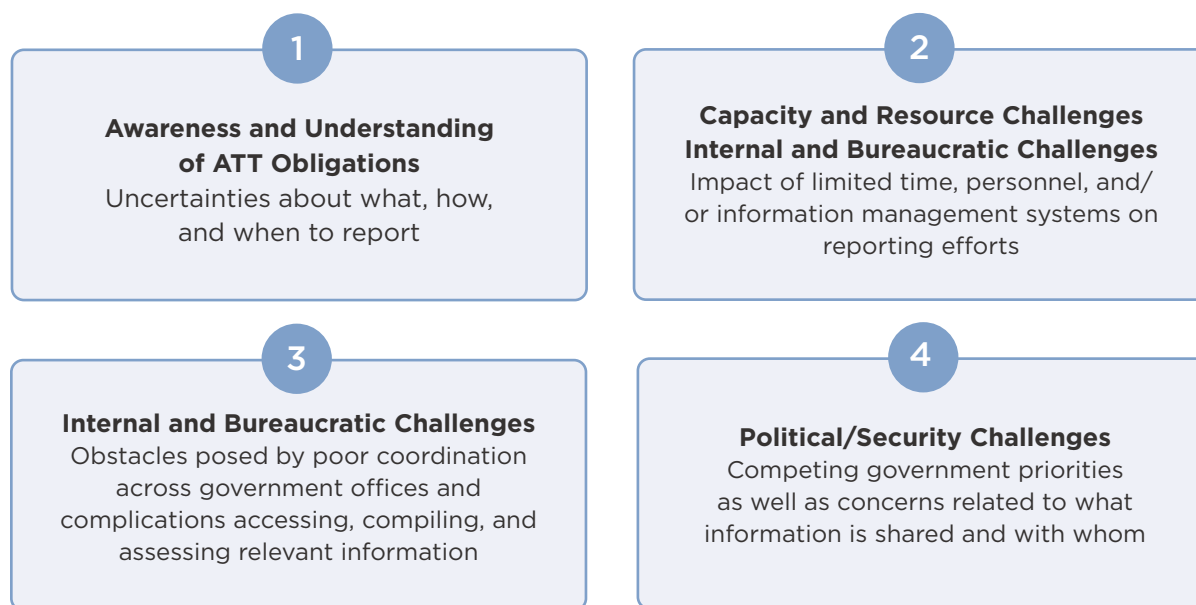 1
Awareness and Understanding
of ATT Obligations
Uncertainties about what, how,
and when to report
2
Capacity and Resource Challenges
Internal and Bureaucratic Challenges
Impact of limited time, personnel, and/
or information management systems on
reporting efforts
3
Internal and Bureaucratic Challenges
Obstacles posed by poor coordination
across government offices and
complications accessing, compiling, and
assessing relevant information
4
Political/Security Challenges
Competing government priorities
as well as concerns related to what
information is shared and with whom